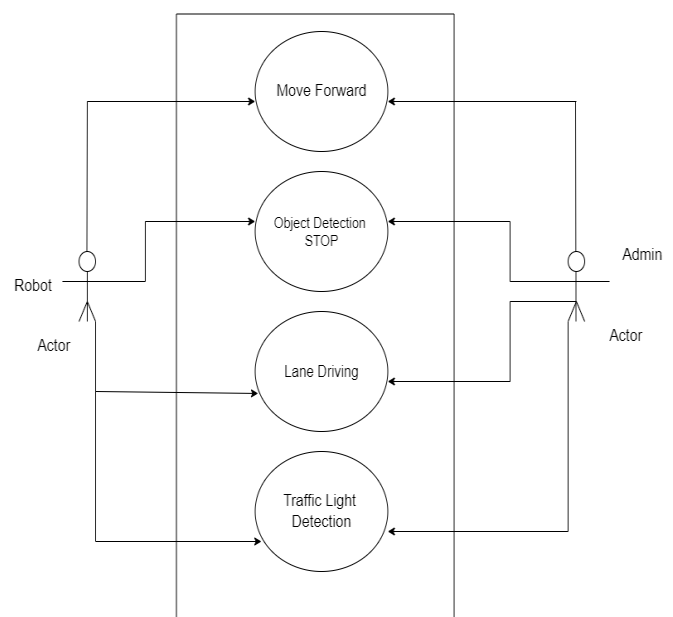 Move Forward
Object Detection
STOP
Admin
Robot
Actor
Actor
Lane Driving
Traffic Light
Detection